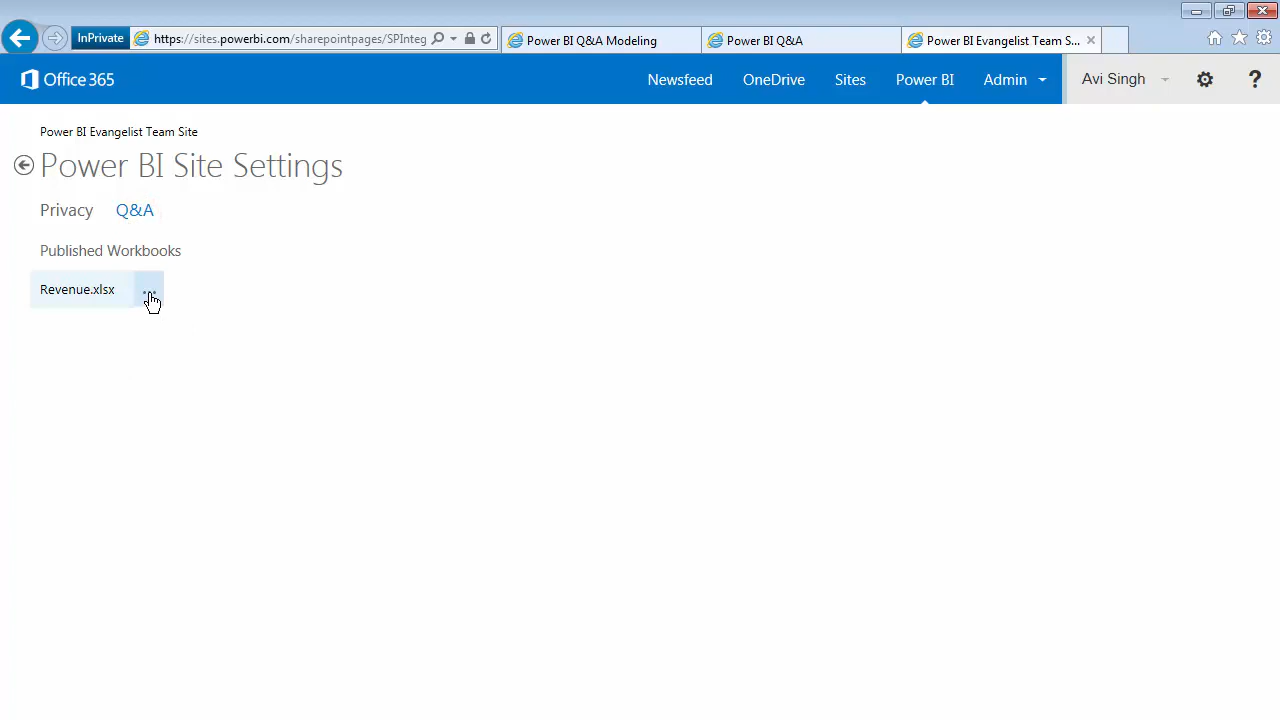 InPrivate https://sites.powerbi.com/sharepointpages/SPInteg Power BI Q&A Modeling Power BI Q&A Power BI Evangelist Team S...
Office 365 Newsfeed OneDrive Sites Power BI Admin Avi Singh ?
Power BI Evangelist Team Site
Power BI Site Settings
Privacy Q&A
Published Workbooks
Revenue.xlsx ...